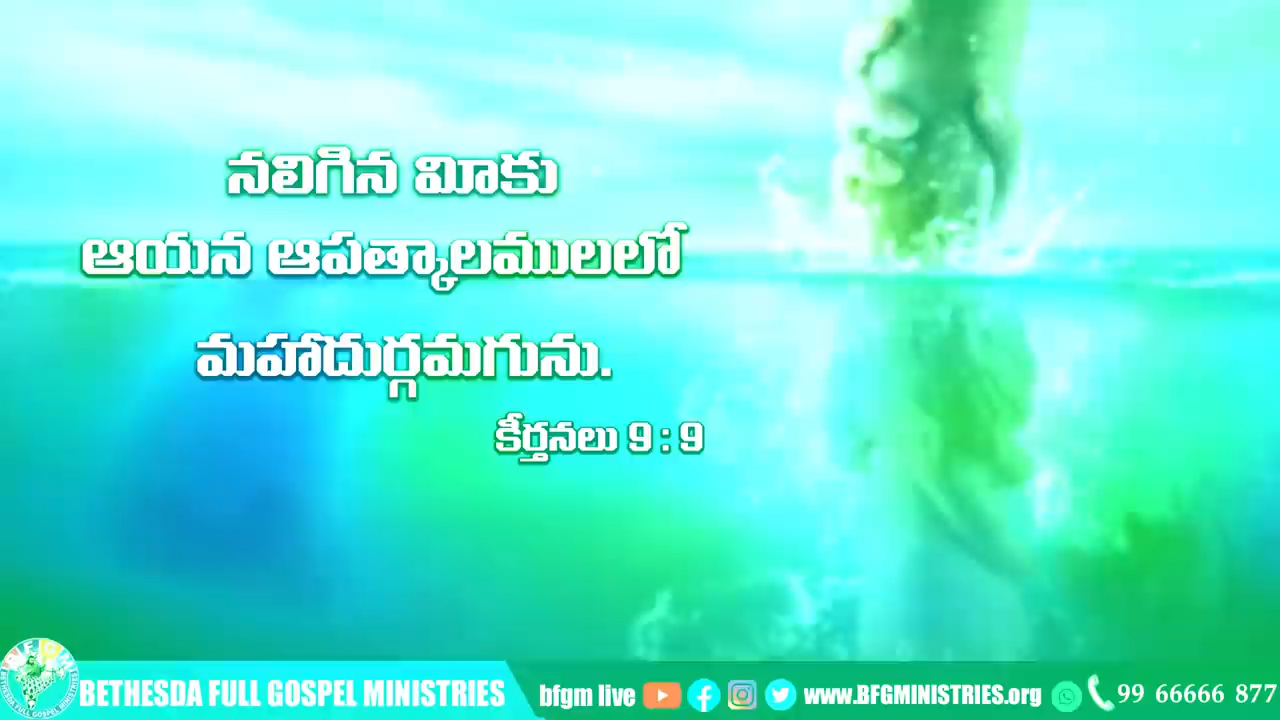 నలిగిన మీకు
ఆయన ఆపత్కాలములలో
మహాదుర్గమగును.
కీర్తనలు 9 : 9
BETHESDA FULL GOSPEL MINISTRIES bfgm live www.BFGMINISTRIES.org 99 66666 877